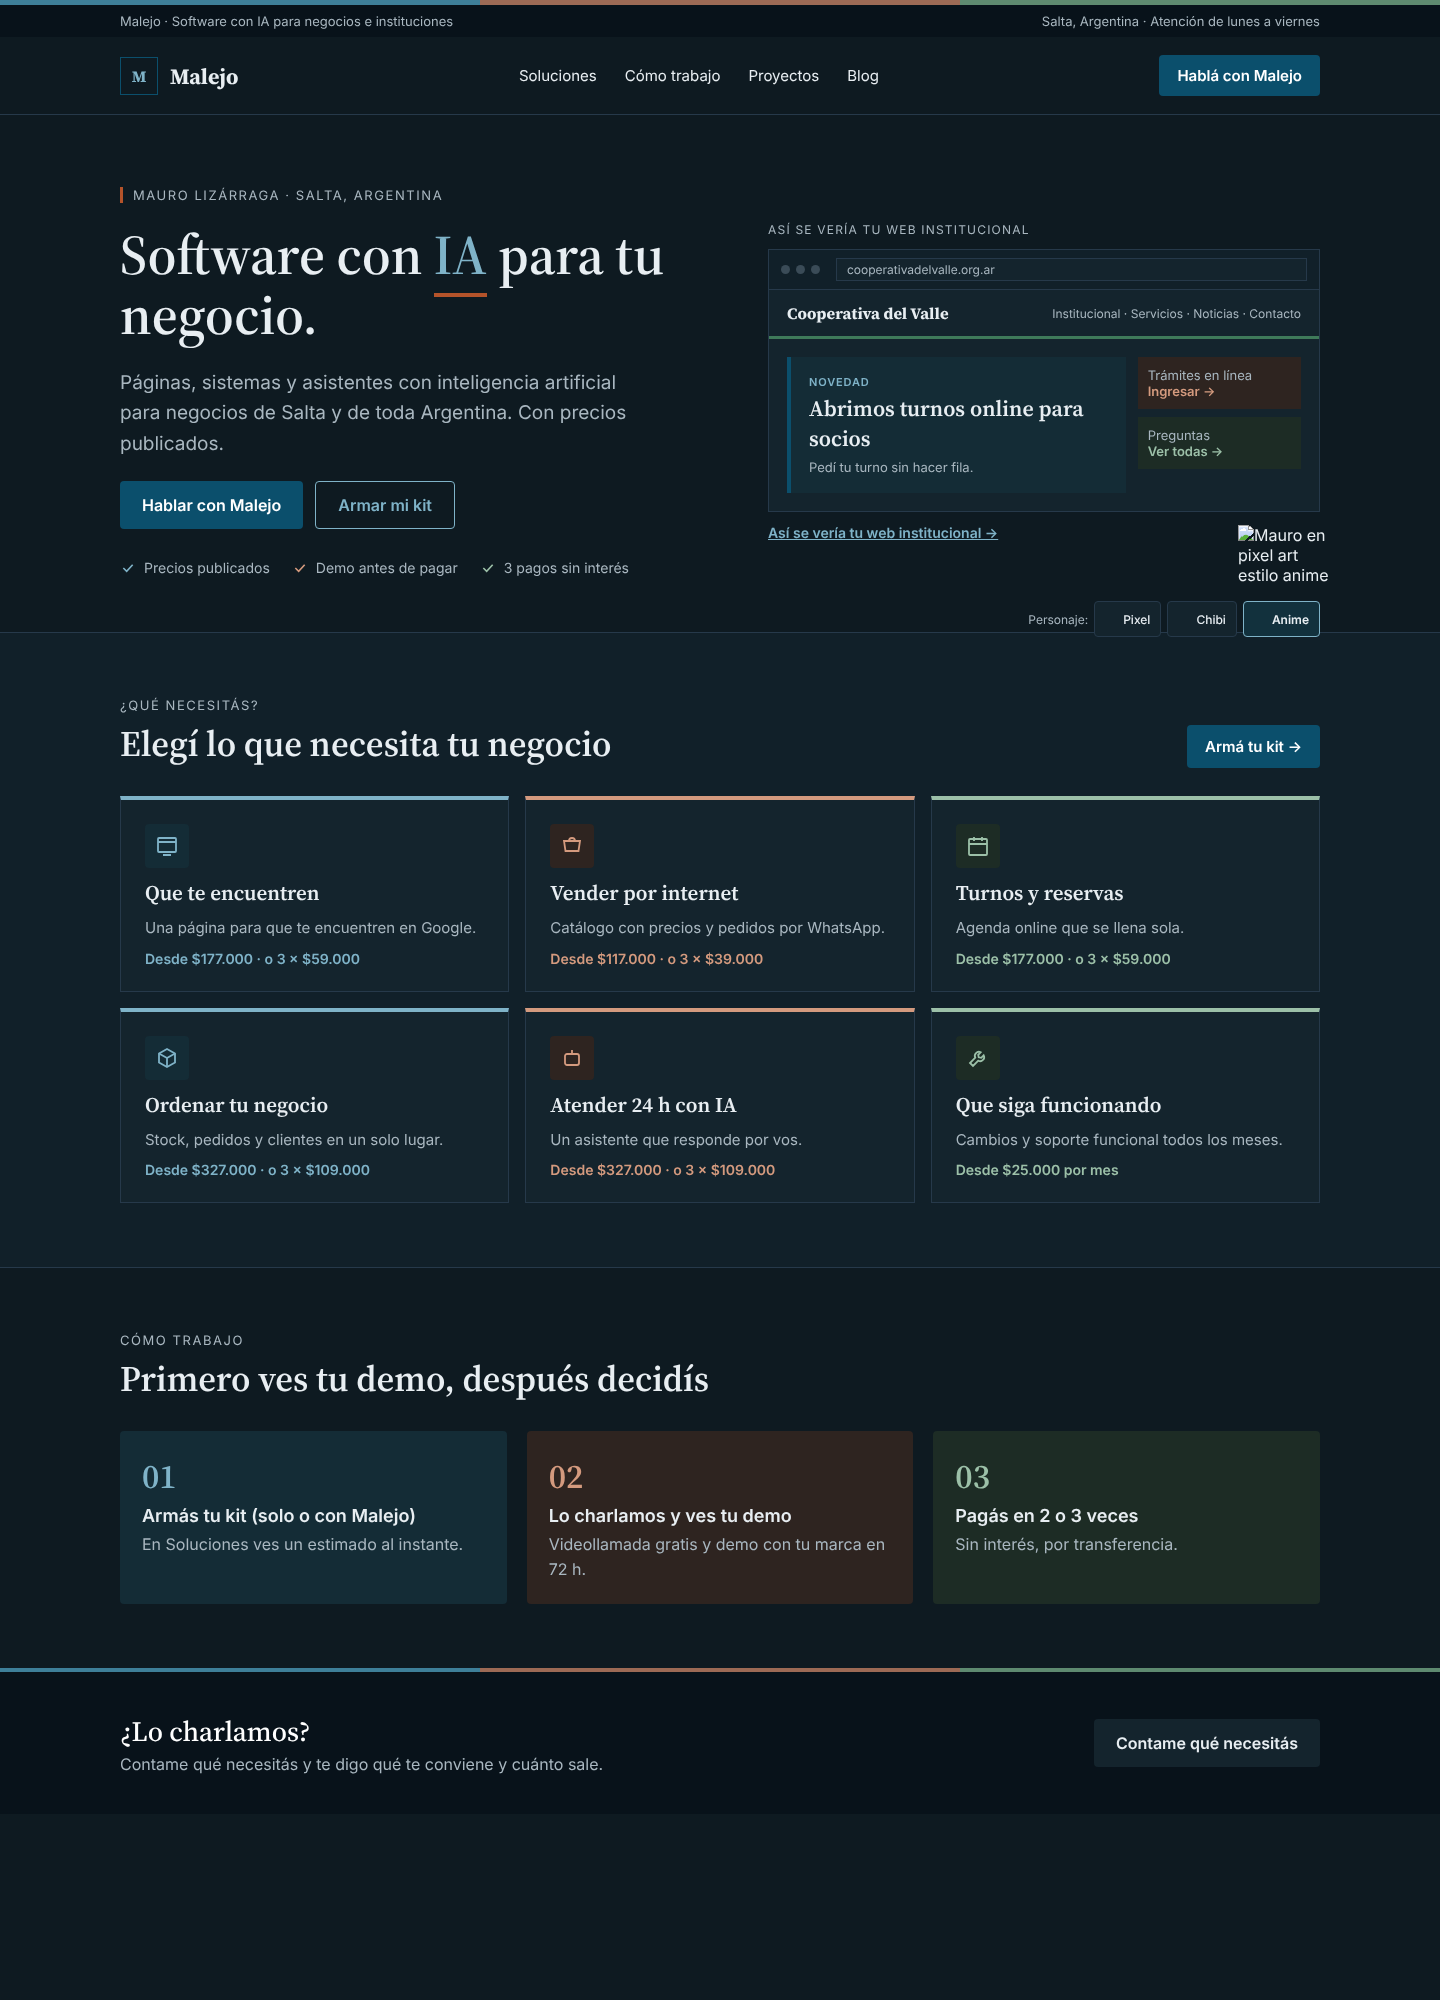 Malejo · Software con IA para negocios e instituciones
Salta, Argentina · Atención de lunes a viernes
M
Malejo
Soluciones
Cómo trabajo
Proyectos
Blog
Hablá con Malejo
MAURO LIZÁRRAGA · SALTA, ARGENTINA
Software con IA para tu
negocio.
Páginas, sistemas y asistentes con inteligencia artificial
para negocios de Salta y de toda Argentina. Con precios
publicados.
Hablar con Malejo
Armar mi kit
Precios publicados
Demo antes de pagar
3 pagos sin interés
ASÍ SE VERÍA TU WEB INSTITUCIONAL
cooperativadelvalle.org.ar
Cooperativa del Valle
Institucional · Servicios · Noticias · Contacto
NOVEDAD
Abrimos turnos online para
socios
Pedí tu turno sin hacer fila.
Trámites en línea
Ingresar →
Preguntas
Ver todas →
Así se vería tu web institucional →
Mauro en
pixel art
estilo anime
Personaje:
Pixel
Chibi
Anime
¿QUÉ NECESITÁS?
Elegí lo que necesita tu negocio
Armá tu kit →
Que te encuentren
Una página para que te encuentren en Google.
Desde $177.000 · o 3 × $59.000
Vender por internet
Catálogo con precios y pedidos por WhatsApp.
Desde $117.000 · o 3 × $39.000
Turnos y reservas
Agenda online que se llena sola.
Desde $177.000 · o 3 × $59.000
Ordenar tu negocio
Stock, pedidos y clientes en un solo lugar.
Desde $327.000 · o 3 × $109.000
Atender 24 h con IA
Un asistente que responde por vos.
Desde $327.000 · o 3 × $109.000
Que siga funcionando
Cambios y soporte funcional todos los meses.
Desde $25.000 por mes
CÓMO TRABAJO
Primero ves tu demo, después decidís
01
Armás tu kit (solo o con Malejo)
En Soluciones ves un estimado al instante.
02
Lo charlamos y ves tu demo
Videollamada gratis y demo con tu marca en
72 h.
03
Pagás en 2 o 3 veces
Sin interés, por transferencia.
¿Lo charlamos?
Contame qué necesitás y te digo qué te conviene y cuánto sale.
Contame qué necesitás